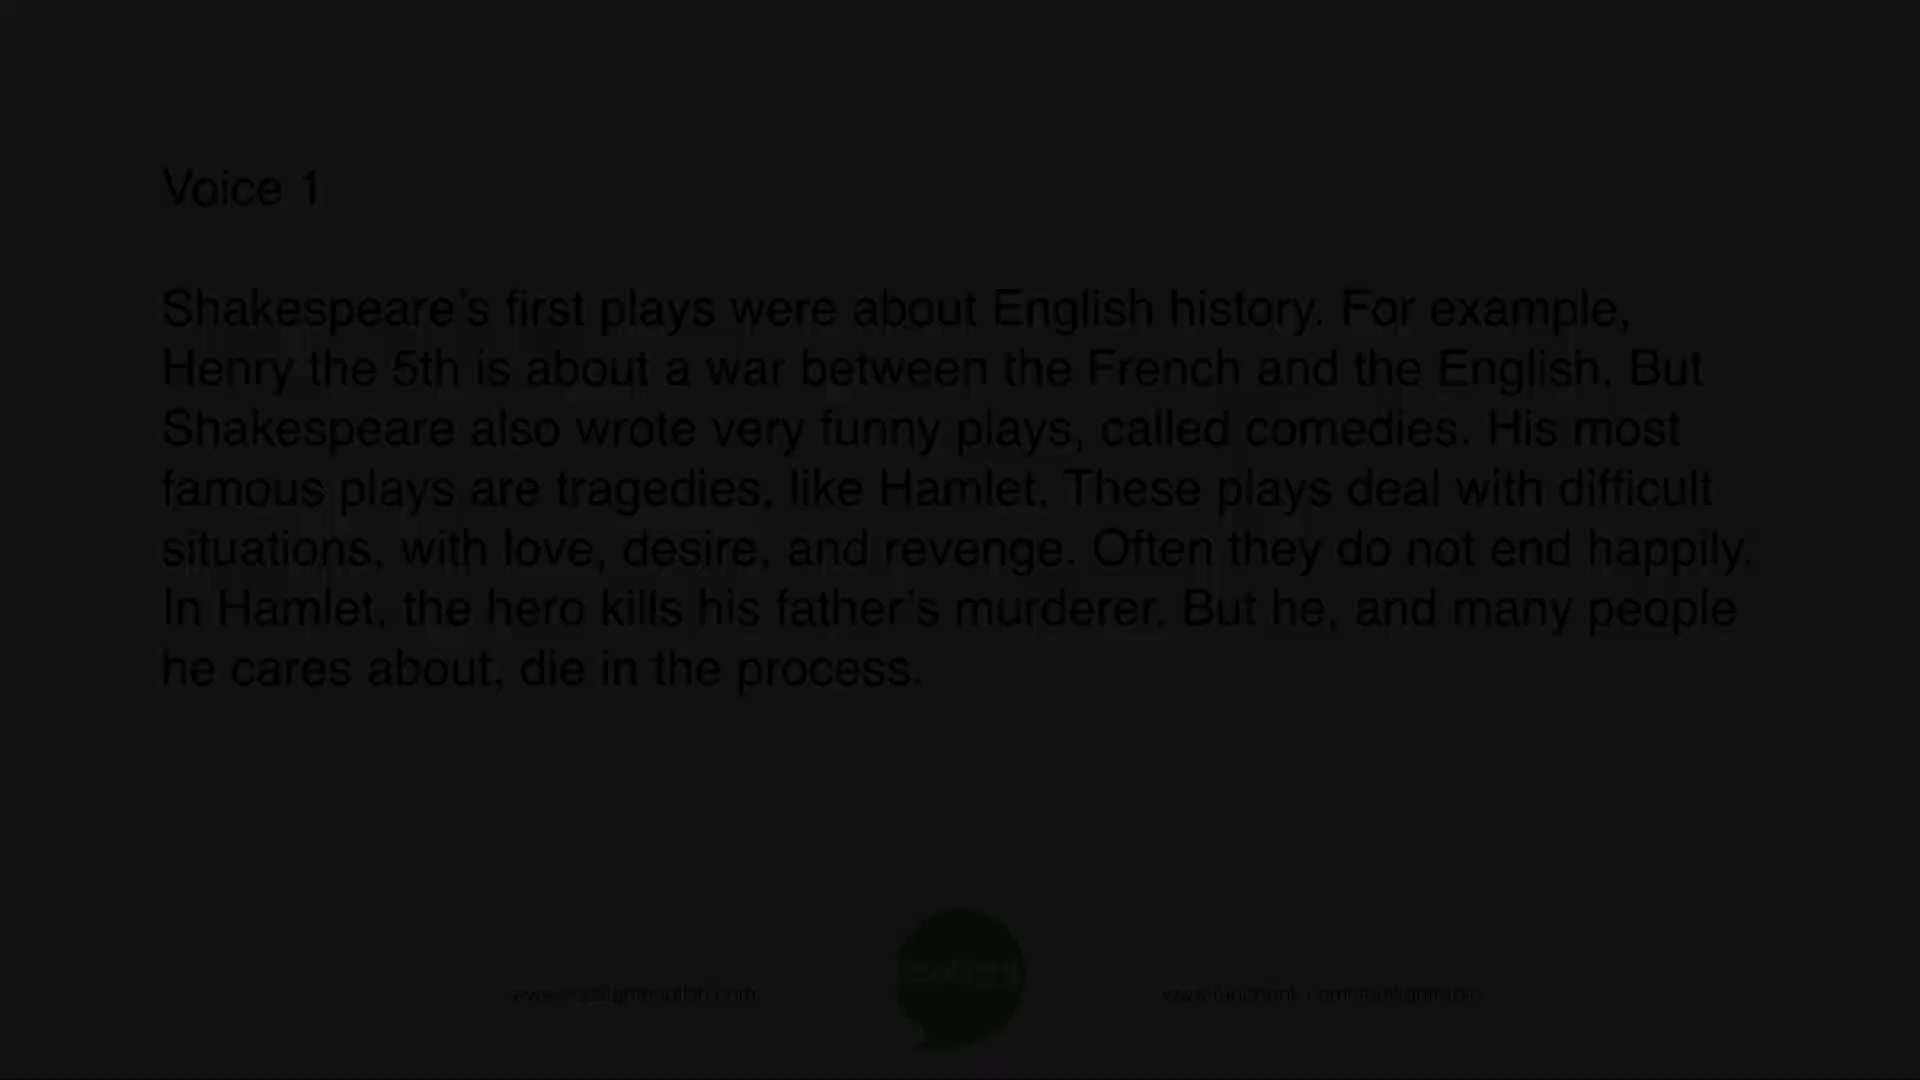 Voice 1
Shakespeare’s first plays were about English history. For example,
Henry the 5th is about a war between the French and the English. But
Shakespeare also wrote very funny plays, called comedies. His most
famous plays are tragedies, like Hamlet. These plays deal with difficult
situations, with love, desire, and revenge. Often they do not end happily.
In Hamlet, the hero kills his father’s murderer. But he, and many people
he cares about, die in the process.